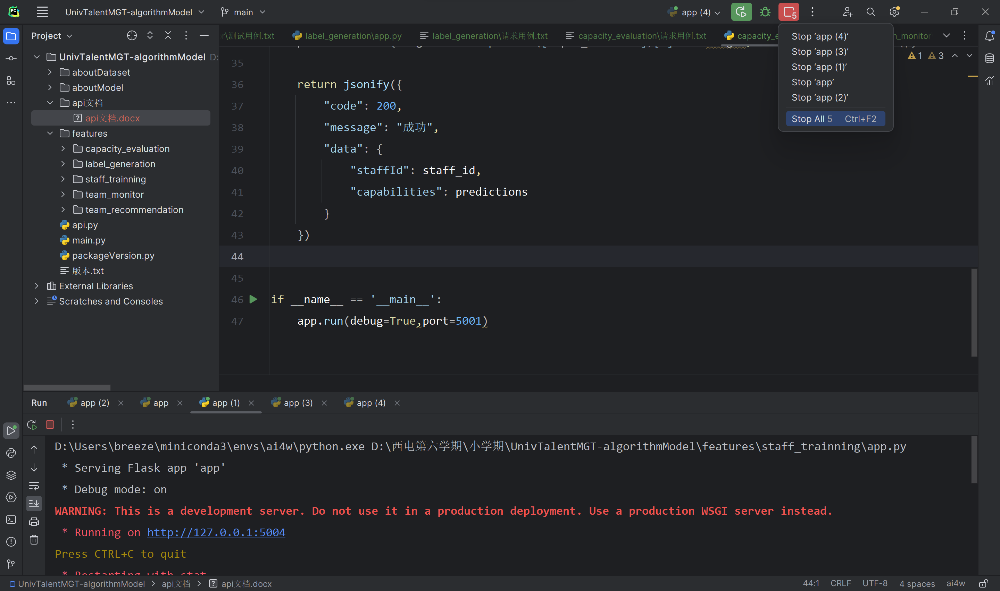 UnivTalentMGT-algorithmModel
main
app (4)
5
Project
测试用例.txt
label_generation\app.py
label_generation\请求用例.txt
capacity_evaluation\请求用例.txt
1
3
Stop ‘app (4)’
Stop ‘app (3)’
Stop ‘app (1)’
Stop ‘app’
Stop ‘app (2)’
Stop All 5 Ctrl+F2
UnivTalentMGT-algorithmModel D:
aboutDataset
aboutModel
api文档
api文档.docx
features
capacity_evaluation
label_generation
staff_trainning
team_monitor
team_recommendation
api.py
main.py
packageVersion.py
版本.txt
External Libraries
Scratches and Consoles
35
36 return jsonify({
37 "code": 200,
38 "message": "成功",
39 "data": {
40 "staffId": staff_id,
41 "capabilities": predictions
42 }
43 })
44
45
46 if __name__ == '__main__':
47 app.run(debug=True,port=5001)
Run
app (2)
app
app (1)
app (3)
app (4)
D:\Users\breeze\miniconda3\envs\ai4w\python.exe D:\西电第六学期\小学期\UnivTalentMGT-algorithmModel\features\staff_trainning\app.py
* Serving Flask app 'app'
* Debug mode: on
WARNING: This is a development server. Do not use it in a production deployment. Use a production WSGI server instead.
* Running on http://127.0.0.1:5004
Press CTRL+C to quit
* Restarting with stat
UnivTalentMGT-algorithmModel > api文档 > api文档.docx
44:1 CRLF UTF-8 4 spaces ai4w